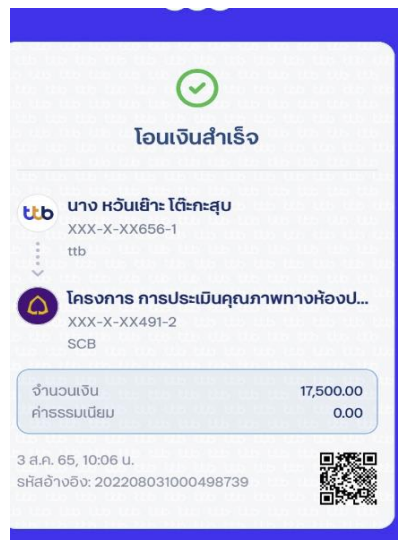 โอนเงินสำเร็จ
ttb
นาง หวันเย๊าะ โต๊ะกะสุบ
XXX-X-XX656-1
ttb
โครงการ การประเมินคุณภาพทางห้องป...
XXX-X-XX491-2
SCB
จำนวนเงิน 17,500.00
ค่าธรรมเนียม 0.00
3 ส.ค. 65, 10:06 น.
รหัสอ้างอิง: 202208031000498739